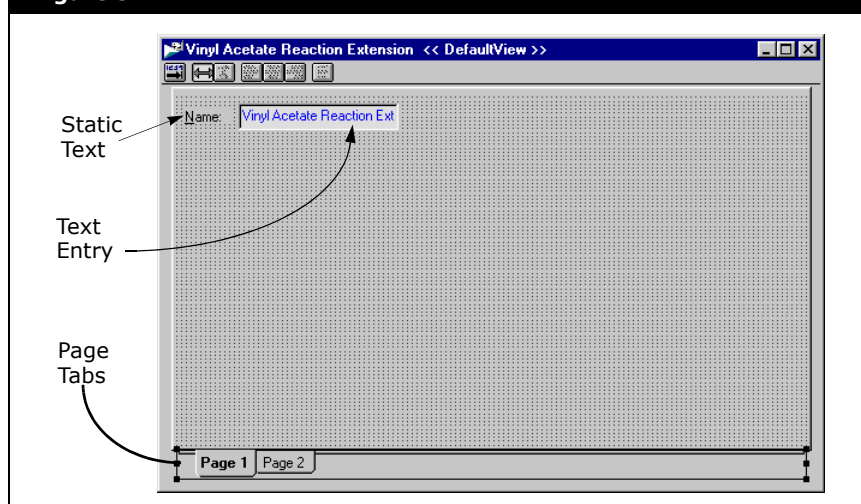 Vinyl Acetate Reaction Extension << DefaultView >>
Static
Text
Name: Vinyl Acetate Reaction Ext
Text
Entry
Page
Tabs
Page 1 Page 2